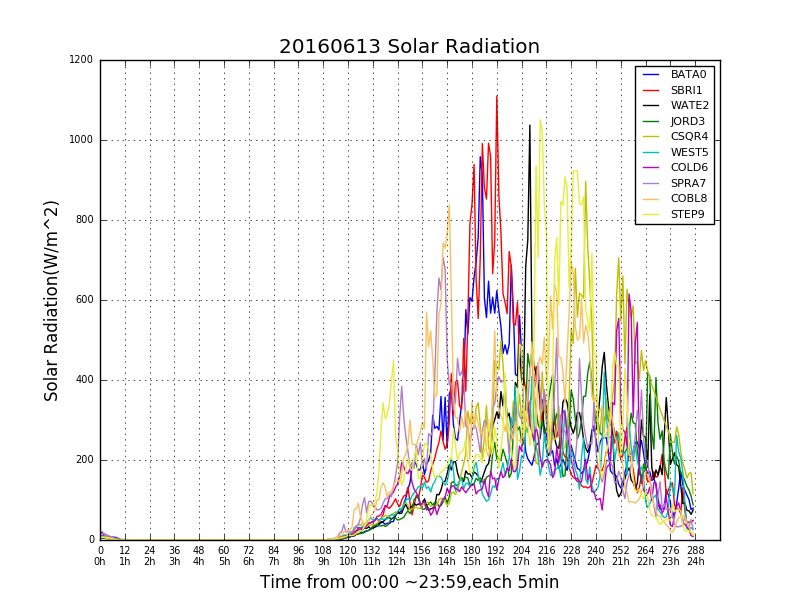 20160613 Solar Radiation
1200
1000
800
600
400
200
0
Solar Radiation(W/m^2)
BATA0
SBRI1
WATE2
JORD3
CSQR4
WEST5
COLD6
SPRA7
COBL8
STEP9
0 12 24 36 48 60 72 84 96 108 120 132 144 156 168 180 192 204 216 228 240 252 264 276 288
0h 1h 2h 3h 4h 5h 6h 7h 8h 9h 10h 11h 12h 13h 14h 15h 16h 17h 18h 19h 20h 21h 22h 23h 24h
Time from 00:00 ~23:59,each 5min